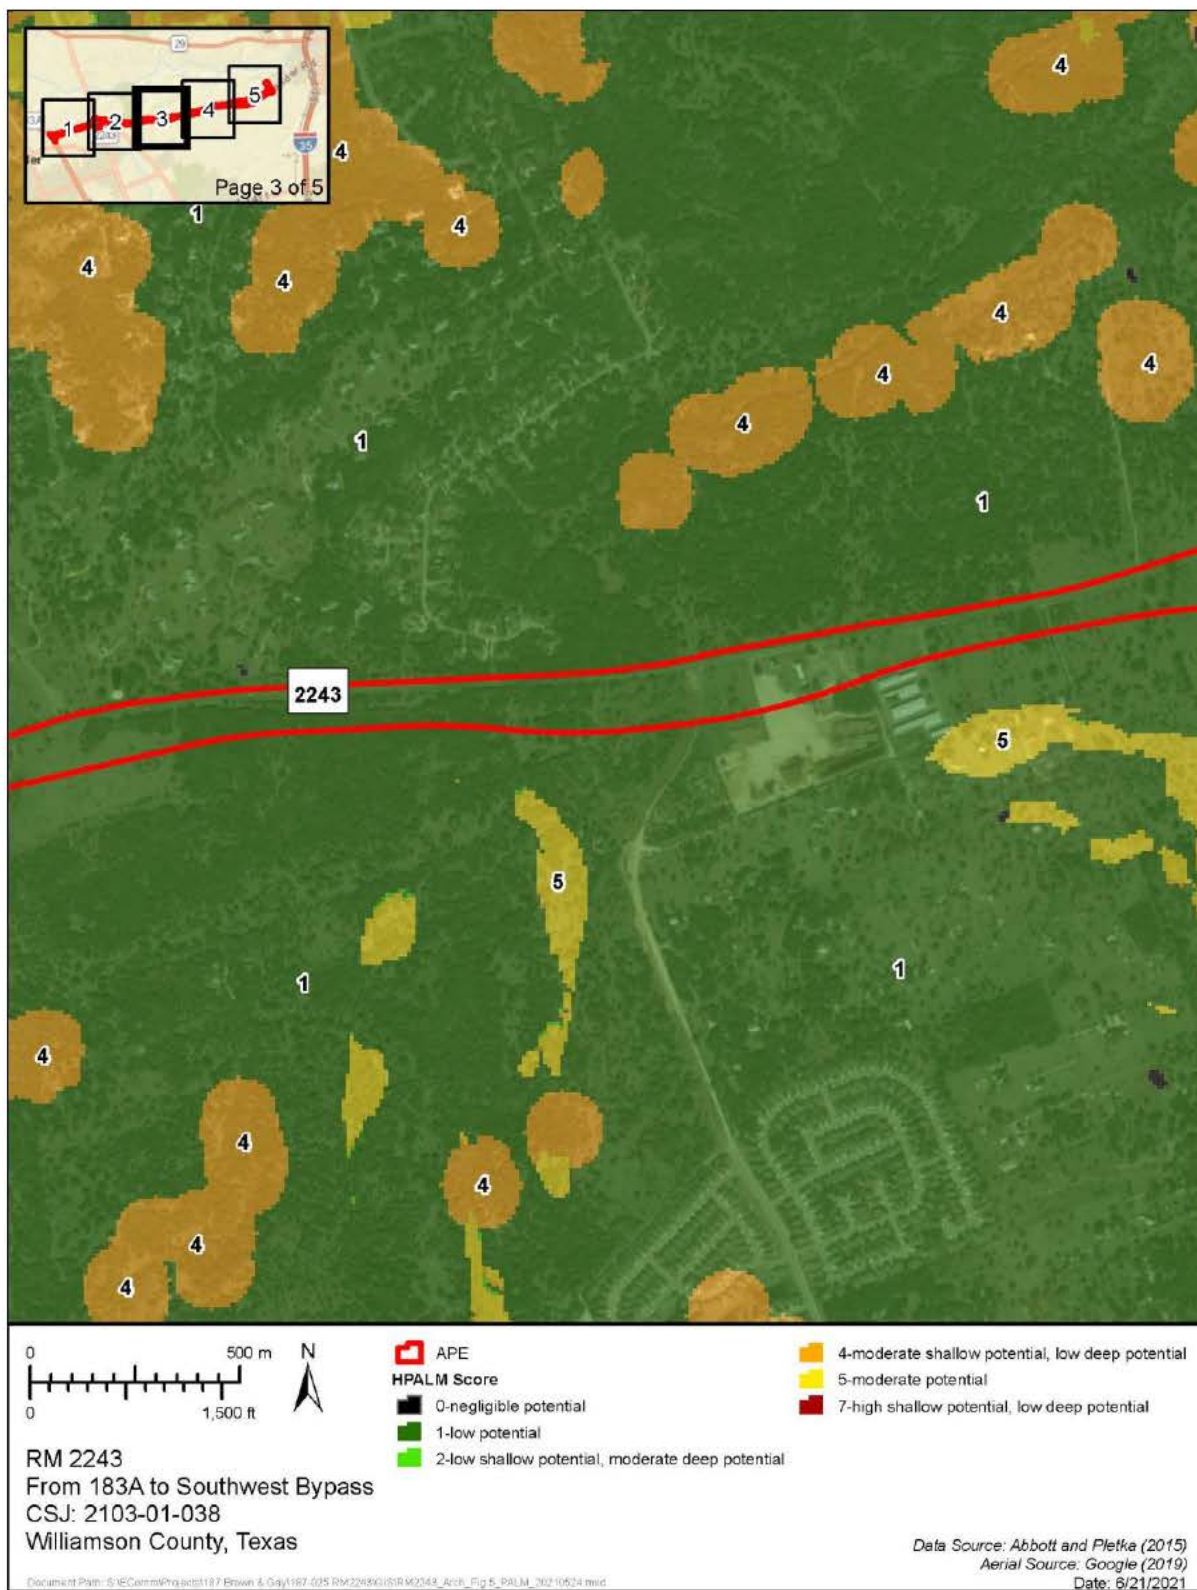 29
1
2
3
4
5
35
Page 3 of 5
4
4
1
4
4
4
4
4
4
4
4
1
1
2243
5
5
1
1
4
4
4
4
4
0 500 m
N
0 1,500 ft
APE
HPALM Score
0-negligible potential
1-low potential
2-low shallow potential, moderate deep potential
4-moderate shallow potential, low deep potential
5-moderate potential
7-high shallow potential, low deep potential
RM 2243
From 183A to Southwest Bypass
CSJ: 2103-01-038
Williamson County, Texas
Data Source: Abbott and Pletka (2015)
Aerial Source: Google (2019)
Date: 6/21/2021